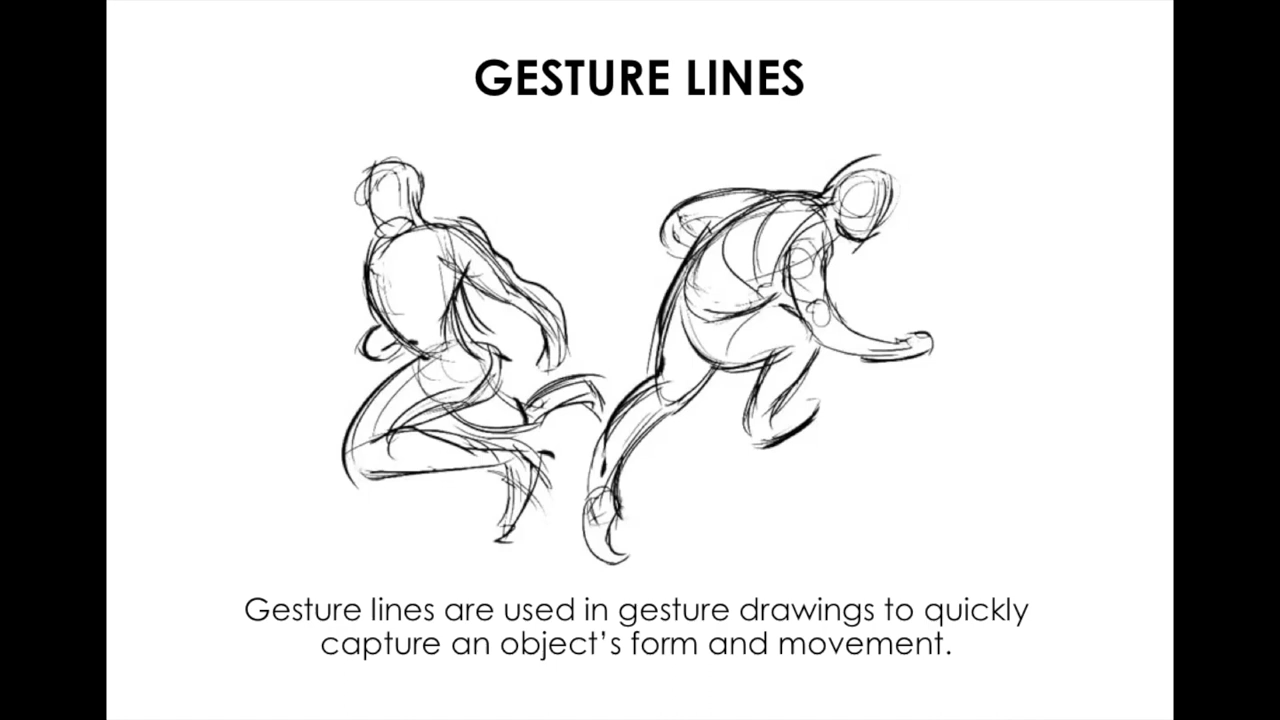 GESTURE LINES
Gesture lines are used in gesture drawings to quickly
capture an object’s form and movement.